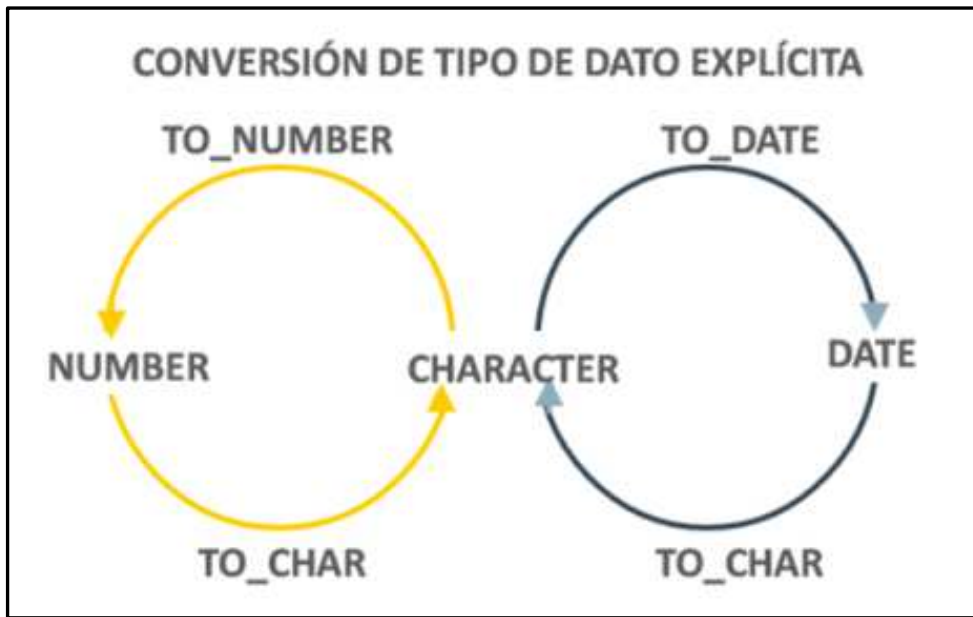 CONVERSIÓN DE TIPO DE DATO EXPLÍCITA
TO_NUMBER
TO_DATE
NUMBER
CHARACTER
DATE
TO_CHAR
TO_CHAR